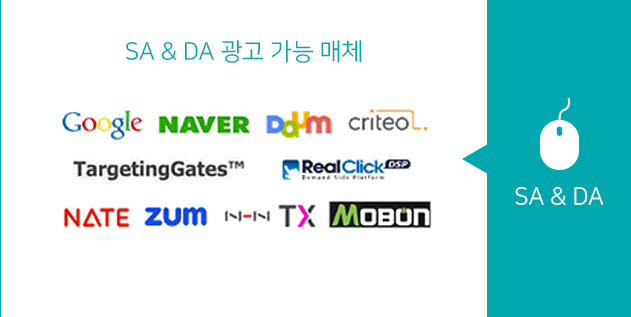 SA & DA 광고 가능 매체
Google NAVER Daum criteo
TargetingGates™ RealClick DSP
Demand Side Platform
NATE ZUM NHN TX MOBON
SA & DA